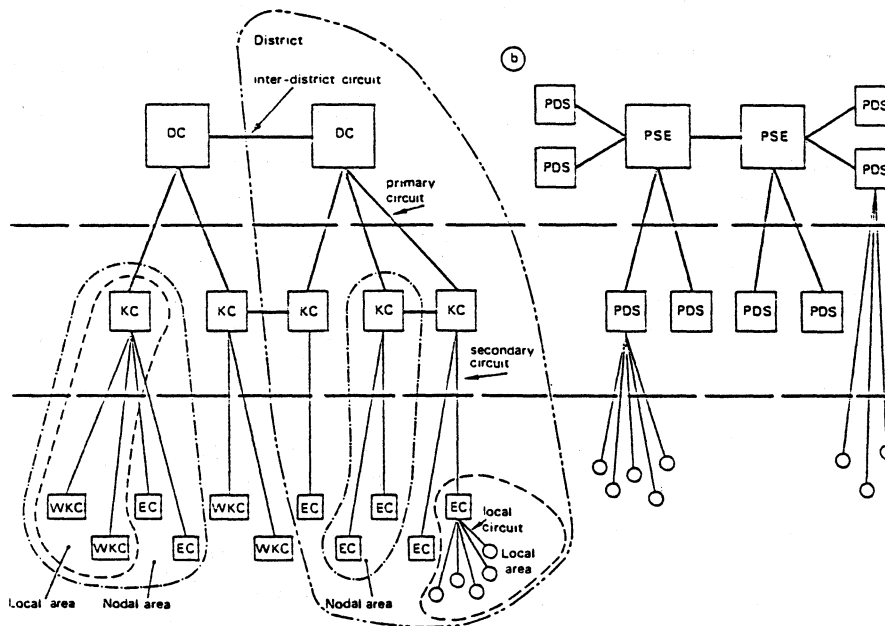 District
inter-district circuit
b
DC
DC
PDS
PSE
PSE
PDS
PDS
PDS
primary
circuit
KC
KC
KC
KC
KC
PDS
PDS
PDS
PDS
secondary
circuit
WKC
EC
WKC
EC
EC
EC
WKC
EC
WKC
EC
EC
local
circuit
Local
area
Local area
Nodal area
Nodal area